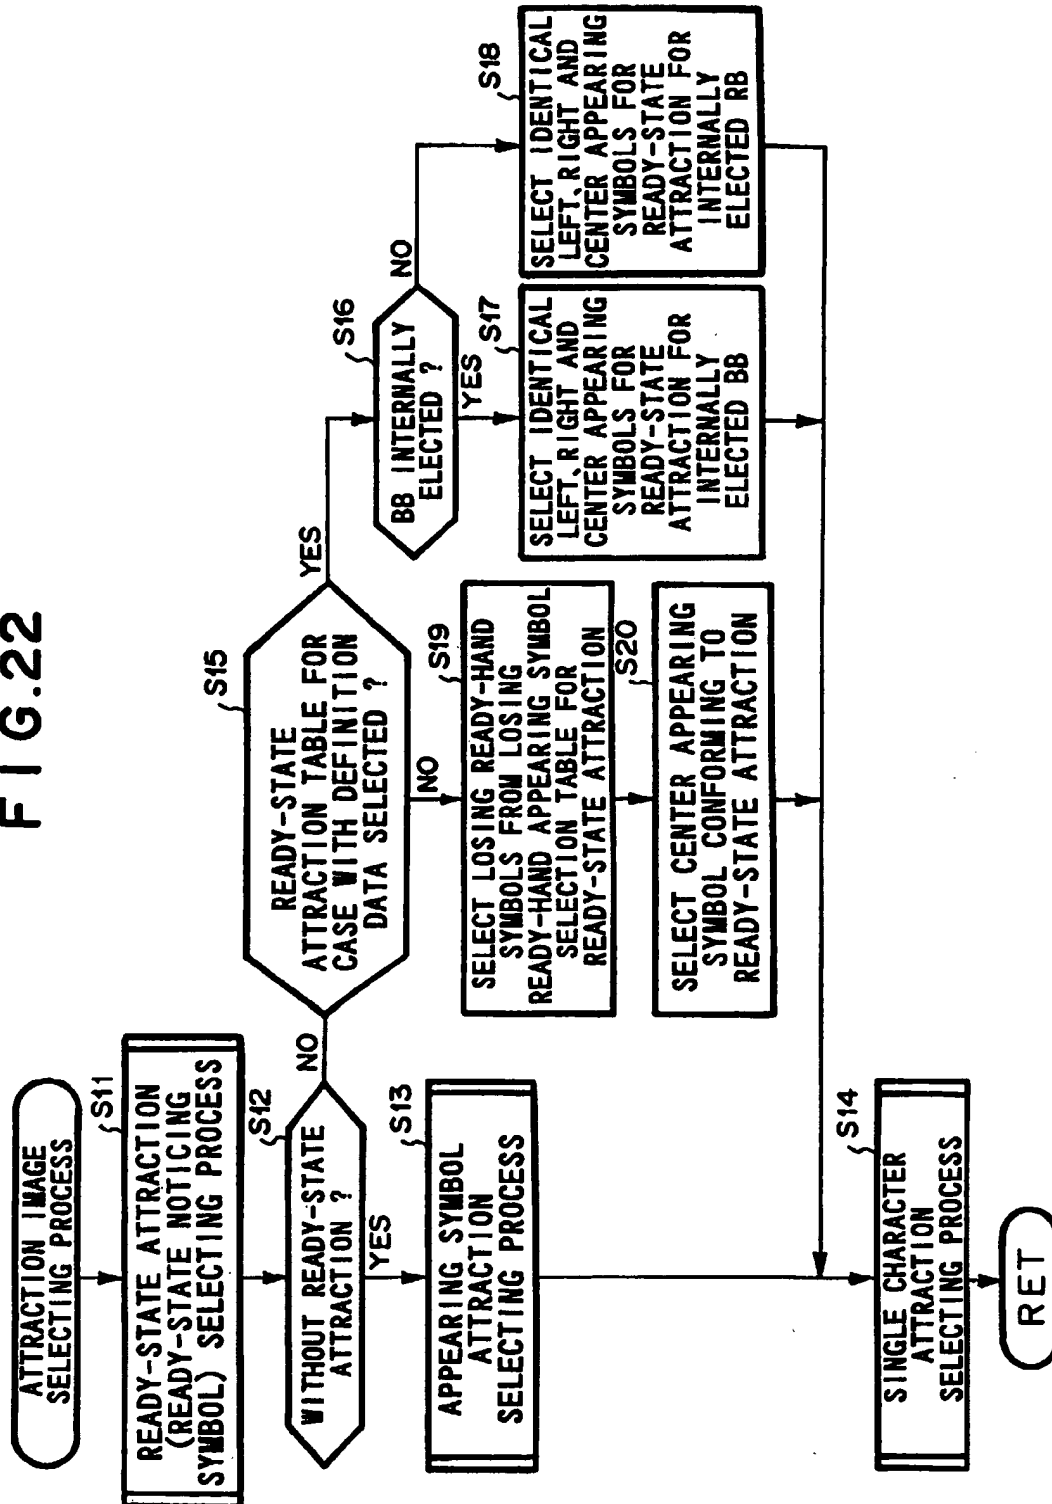 FIG.22
ATTRACTION IMAGE
SELECTING PROCESS
S11
READY-STATE ATTRACTION
(READY-STATE NOTICING
SYMBOL) SELECTING PROCESS
S12
WITHOUT READY-STATE
ATTRACTION ?
NO
YES
S13
APPEARING SYMBOL
ATTRACTION
SELECTING PROCESS
S15
READY-STATE
ATTRACTION TABLE FOR
CASE WITH DEFINITION
DATA SELECTED ?
YES
NO
S16
BB INTERNALLY
ELECTED ?
NO
YES
S17
SELECT IDENTICAL
LEFT, RIGHT AND
CENTER APPEARING
SYMBOLS FOR
READY-STATE
ATTRACTION FOR
INTERNALLY
ELECTED BB
S18
SELECT IDENTICAL
LEFT, RIGHT AND
CENTER APPEARING
SYMBOLS FOR
READY-STATE
ATTRACTION FOR
INTERNALLY
ELECTED RB
S19
SELECT LOSING READY-HAND
SYMBOLS FROM LOSING
READY-HAND APPEARING SYMBOL
SELECTION TABLE FOR
READY-STATE ATTRACTION
S20
SELECT CENTER APPEARING
SYMBOL CONFORMING TO
READY-STATE ATTRACTION
S14
SINGLE CHARACTER
ATTRACTION
SELECTING PROCESS
RET